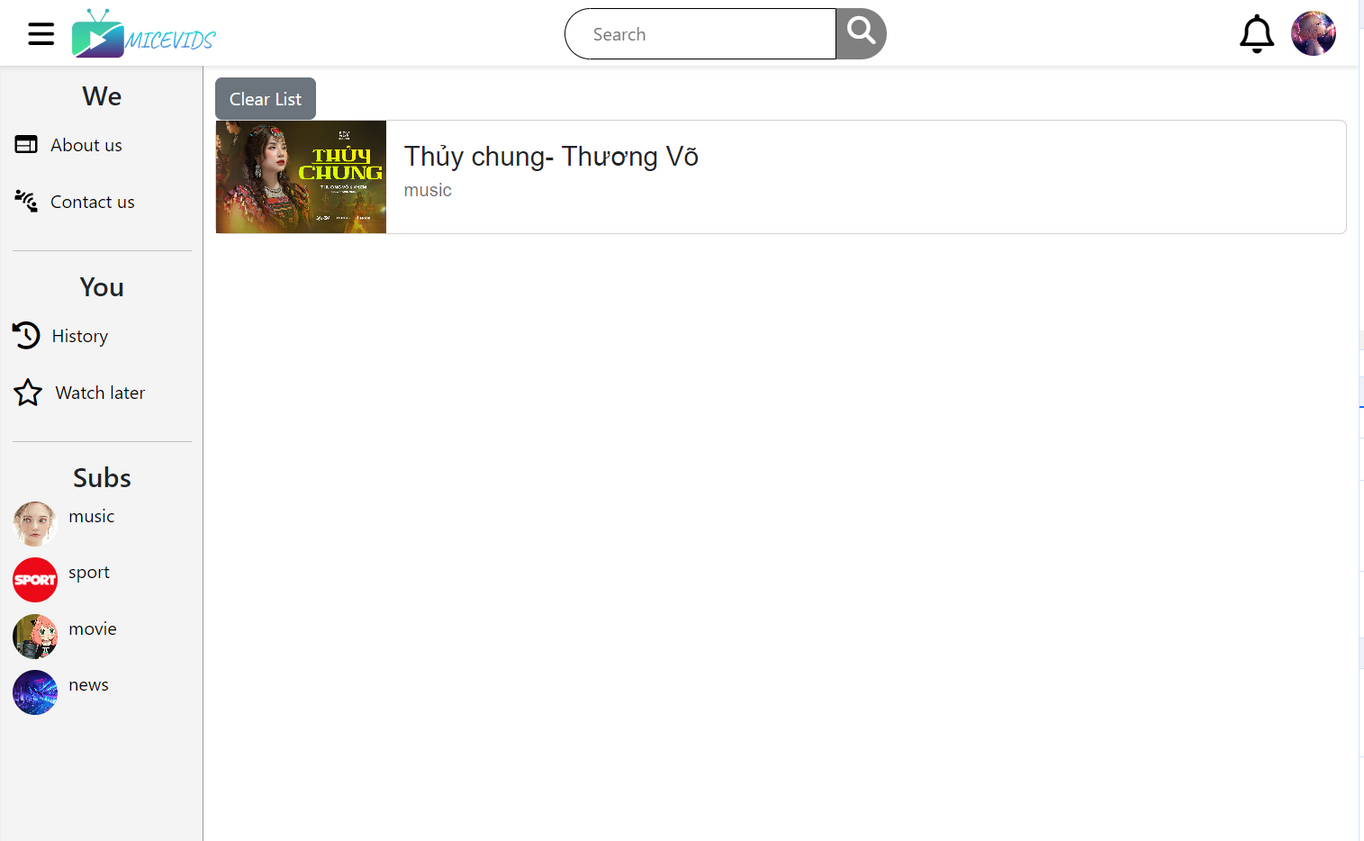 MICEVIDS
Search
We
About us
Contact us
You
History
Watch later
Subs
music
SPORT
sport
movie
news
Clear List
THỦY
CHUNG
Thủy chung- Thương Võ
music